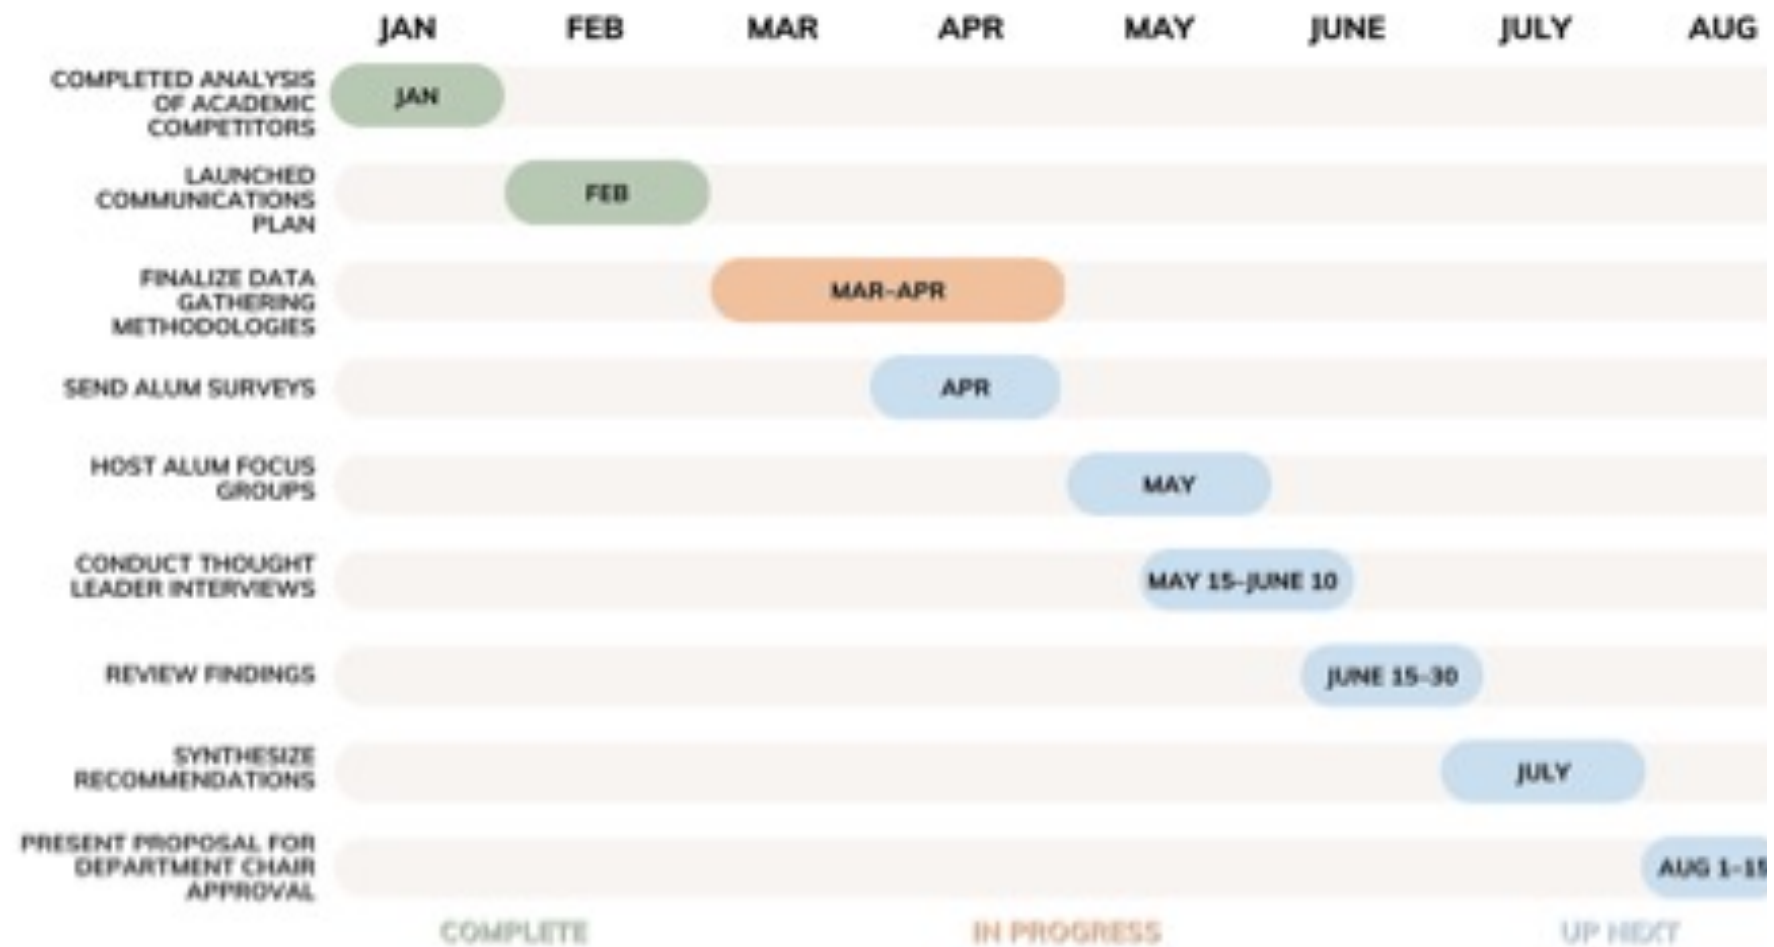 JAN FEB MAR APR MAY JUNE JULY AUG
COMPLETED ANALYSIS
OF ACADEMIC
COMPETITORS
JAN
LAUNCHED
COMMUNICATIONS
PLAN
FEB
FINALIZE DATA
GATHERING
METHODOLOGIES
MAR-APR
SEND ALUM SURVEYS
APR
HOST ALUM FOCUS
GROUPS
MAY
CONDUCT THOUGHT
LEADER INTERVIEWS
MAY 15-JUNE 10
REVIEW FINDINGS
JUNE 15-30
SYNTHESIZE
RECOMMENDATIONS
JULY
PRESENT PROPOSAL FOR
DEPARTMENT CHAIR
APPROVAL
AUG 1-15
COMPLETE IN PROGRESS UP NEXT